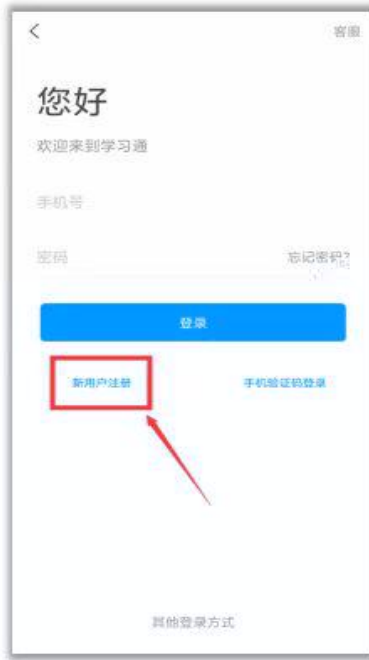 客服
您好
欢迎来到学习通
手机号
密码 忘记密码?
登录
新用户注册 手机验证码登录
其他登录方式